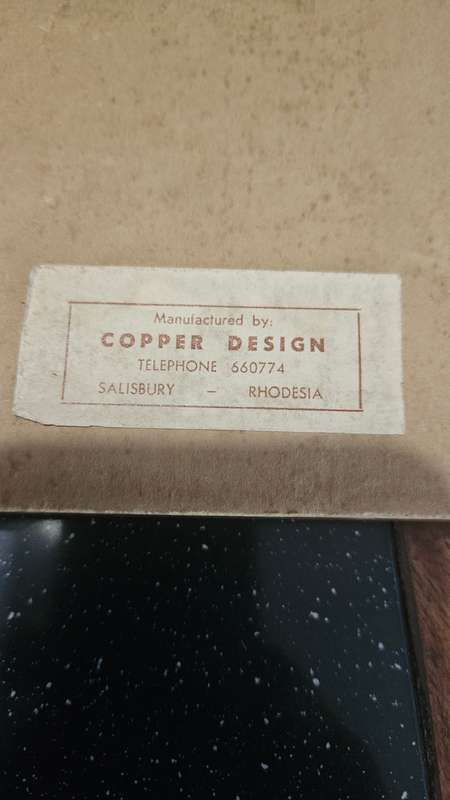 Manufactured by:
COPPER DESIGN
TELEPHONE 660774
SALISBURY – RHODESIA